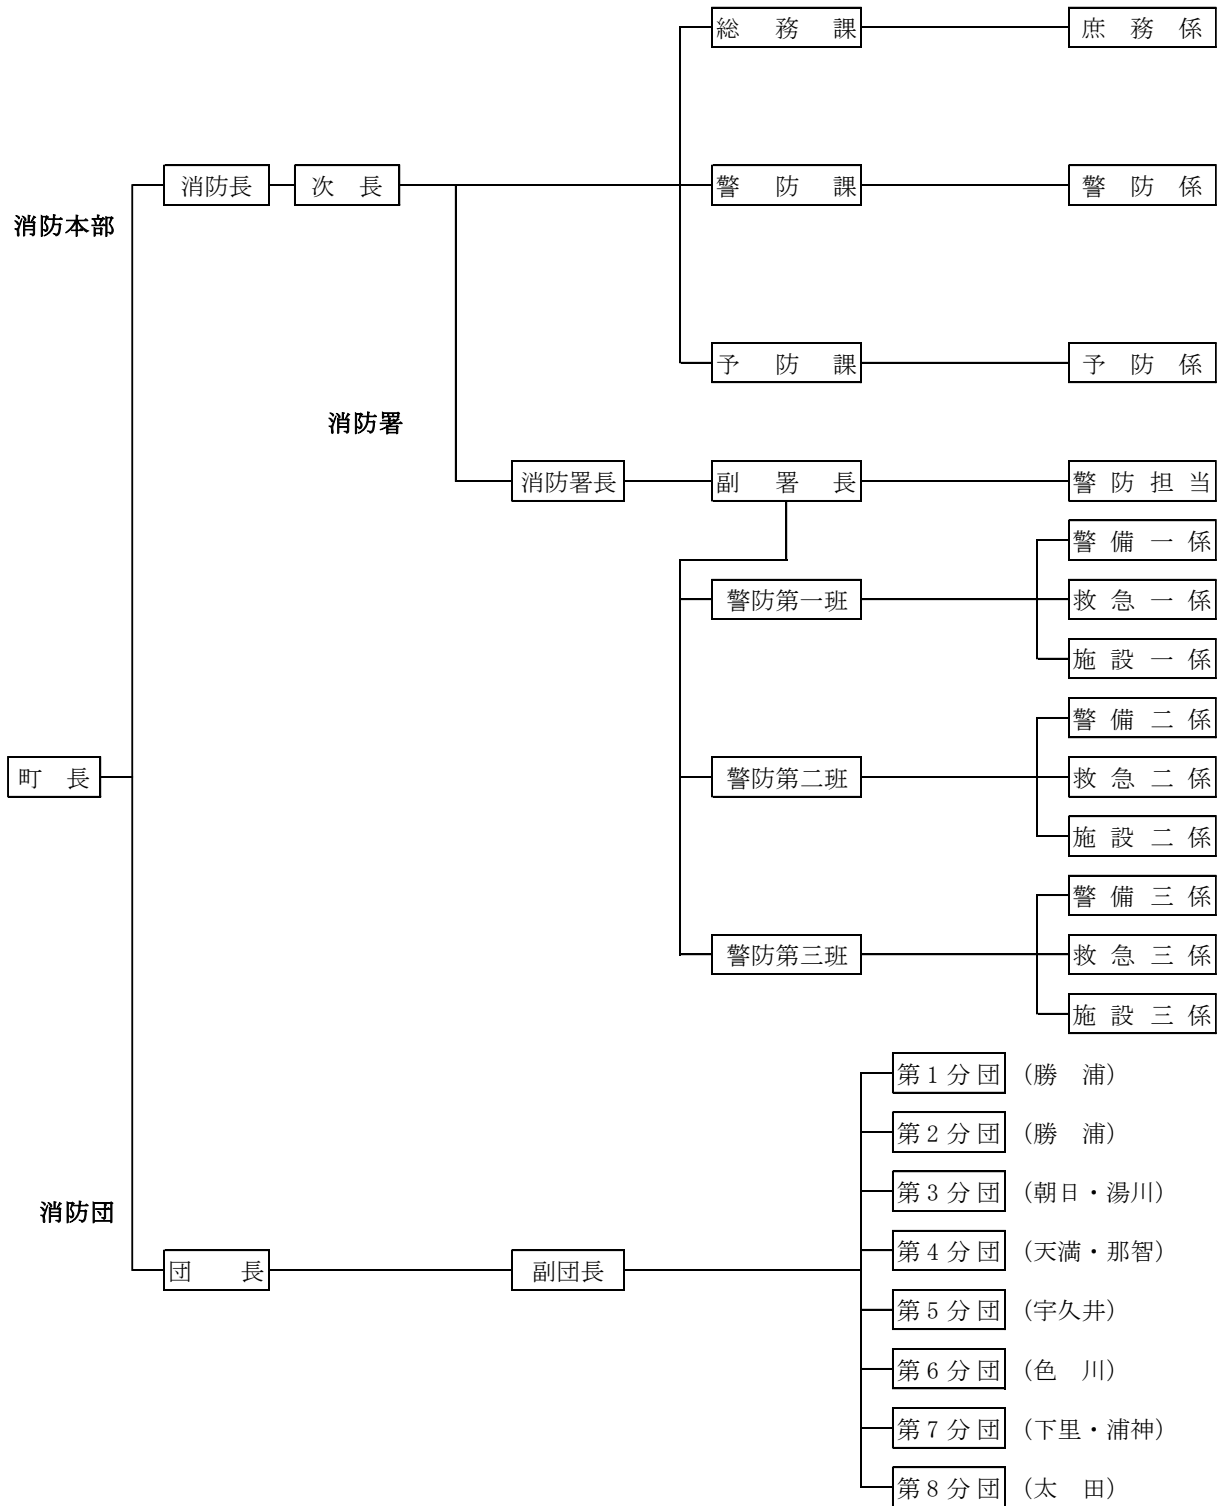 総務課 庶務係
消防長 次長 警防課 警防係
消防本部
予防課 予防係
消防署
消防署長 副署長 警防担当
警備一係
警防第一班 救急一係
施設一係
警備二係
町長 警防第二班 救急二係
施設二係
警備三係
警防第三班 救急三係
施設三係
第1分団 (勝 浦)
第2分団 (勝 浦)
第3分団 (朝日・湯川)
消防団
第4分団 (天満・那智)
団長 副団長
第5分団 (宇久井)
第6分団 (色 川)
第7分団 (下里・浦神)
第8分団 (太 田)